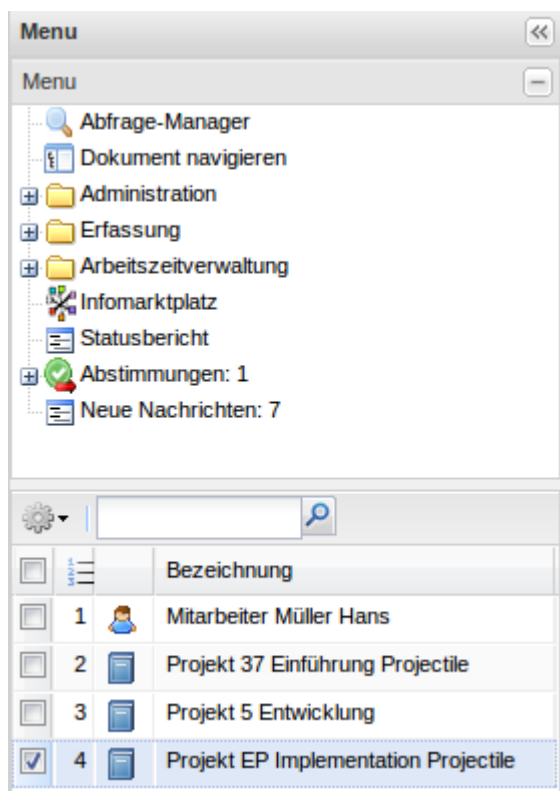 Menu
Menu
Abfrage-Manager
Dokument navigieren
Administration
Erfassung
Arbeitszeitverwaltung
Infomarktplatz
Statusbericht
Abstimmungen: 1
Neue Nachrichten: 7
Bezeichnung
1 Mitarbeiter Müller Hans
2 Projekt 37 Einführung Projectile
3 Projekt 5 Entwicklung
4 Projekt EP Implementation Projectile